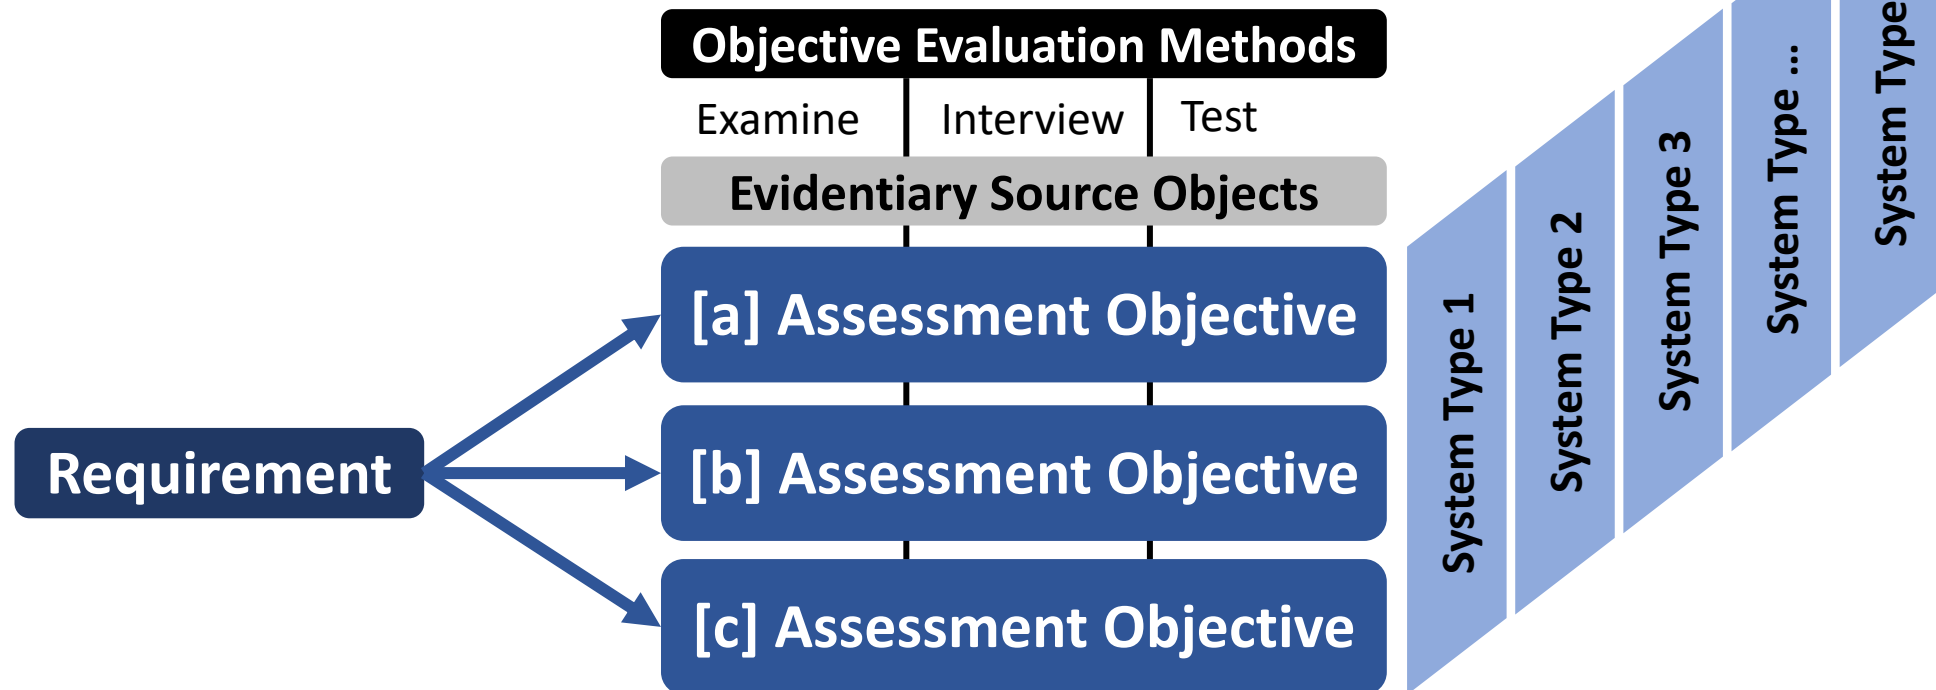 Objective Evaluation Methods
Examine
Interview
Test
Evidentiary Source Objects
[a] Assessment Objective
[b] Assessment Objective
[c] Assessment Objective
Requirement
System Type 1
System Type 2
System Type 3
System Type ...
System Type